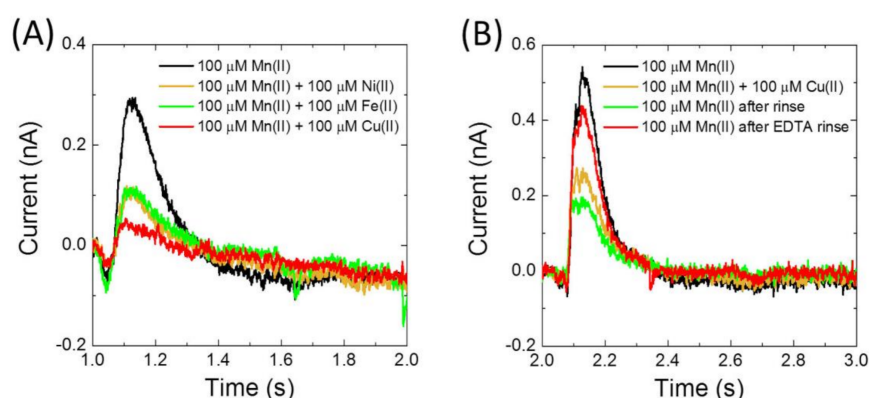 (A)
0.4
0.2
0.0
-0.2
Current (nA)
100 μM Mn(II)
100 μM Mn(II) + 100 μM Ni(II)
100 μM Mn(II) + 100 μM Fe(II)
100 μM Mn(II) + 100 μM Cu(II)
1.0 1.2 1.4 1.6 1.8 2.0
Time (s)
(B)
0.6
0.4
0.2
0.0
-0.2
Current (nA)
100 μM Mn(II)
100 μM Mn(II) + 100 μM Cu(II)
100 μM Mn(II) after rinse
100 μM Mn(II) after EDTA rinse
2.0 2.2 2.4 2.6 2.8 3.0
Time (s)